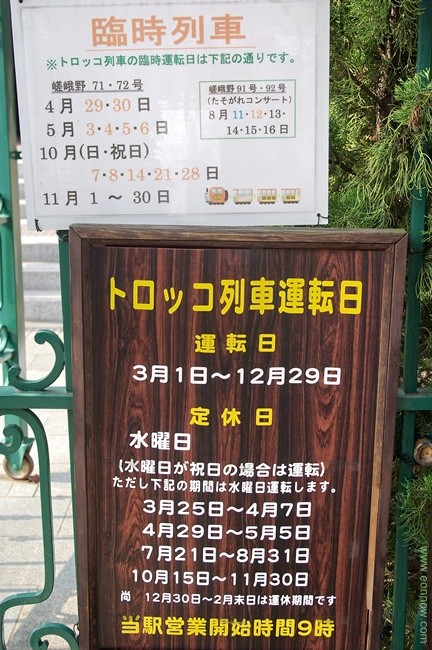 臨時列車
※トロッコ列車の臨時運転日は下記の通りです。
嵯峨野 71・72号
4月 29・30日
5月 3・4・5・6日
10月(日・祝日)
7・8・14・21・28日
11月 1 ～ 30日
嵯峨野 91号・92号
(たそがれコンサート)
8月 11・12・13・
14・15・16日
トロッコ列車運転日
運転日
3月1日～12月29日
定休日
水曜日
(水曜日が祝日の場合は運転)
ただし下記の期間は水曜日運転します。
3月25日～4月7日
4月29日～5月5日
7月21日～8月31日
10月15日～11月30日
尚 12月30日～2月末日は運休期間です
当駅営業開始時間9時
www.eonnow.com